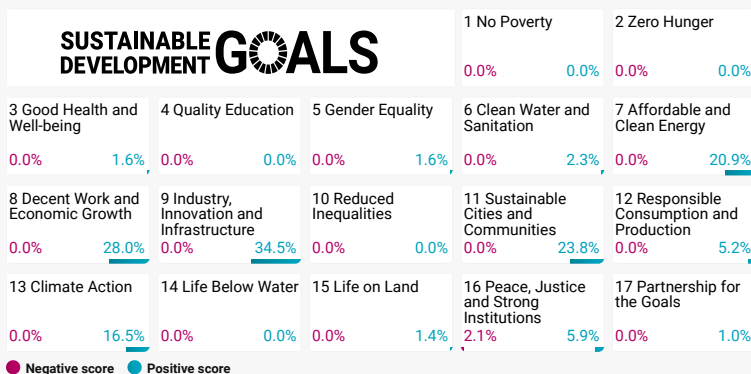 SUSTAINABLE
DEVELOPMENT
GOALS
1 No Poverty
0.0% 0.0%
2 Zero Hunger
0.0% 0.0%
3 Good Health and
Well-being
0.0% 1.6%
4 Quality Education
0.0% 0.0%
5 Gender Equality
0.0% 1.6%
6 Clean Water and
Sanitation
0.0% 2.3%
7 Affordable and
Clean Energy
0.0% 20.9%
8 Decent Work and
Economic Growth
0.0% 28.0%
9 Industry,
Innovation and
Infrastructure
0.0% 34.5%
10 Reduced
Inequalities
0.0% 0.0%
11 Sustainable
Cities and
Communities
0.0% 23.8%
12 Responsible
Consumption and
Production
0.0% 5.2%
13 Climate Action
0.0% 16.5%
14 Life Below Water
0.0% 0.0%
15 Life on Land
0.0% 1.4%
16 Peace, Justice
and Strong
Institutions
2.1% 5.9%
17 Partnership for
the Goals
0.0% 1.0%
Negative score Positive score